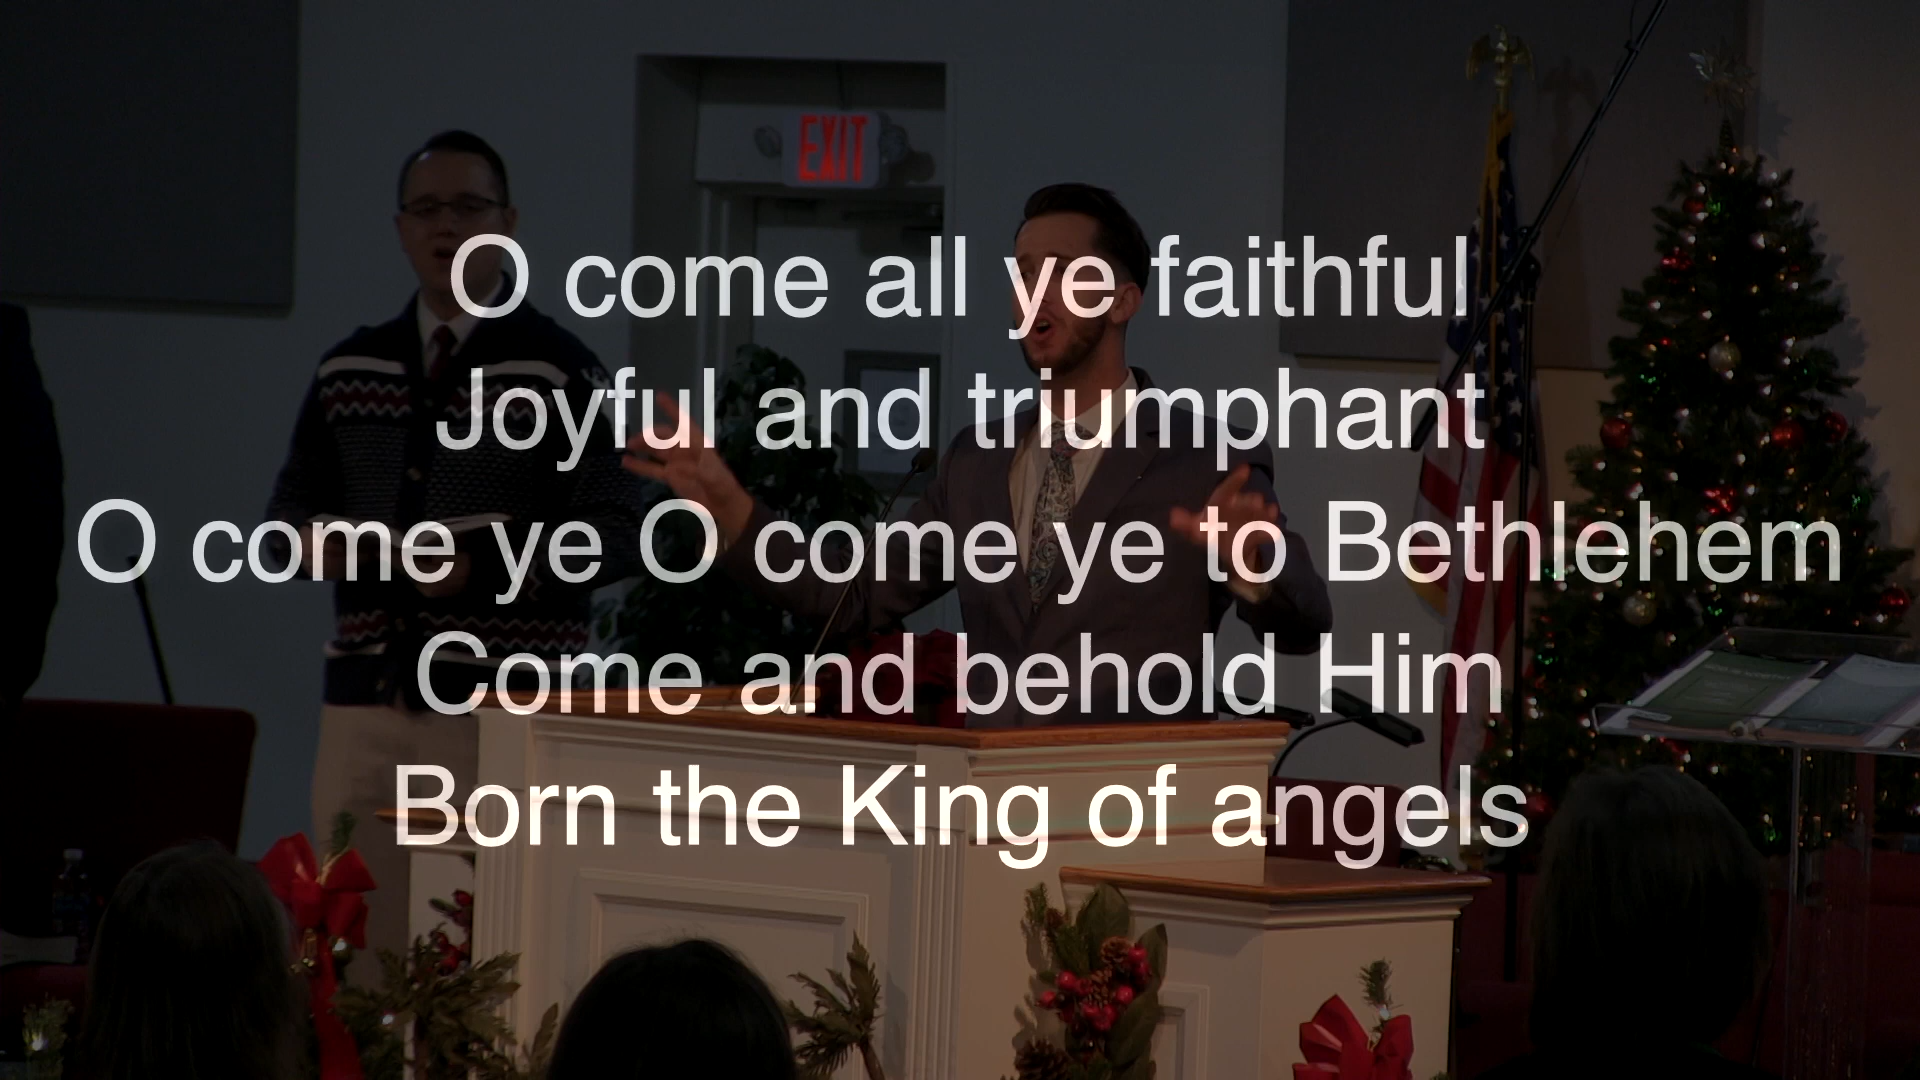 EXIT
O come all ye faithful
Joyful and triumphant
O come ye O come ye to Bethlehem
Come and behold Him
Born the King of angels